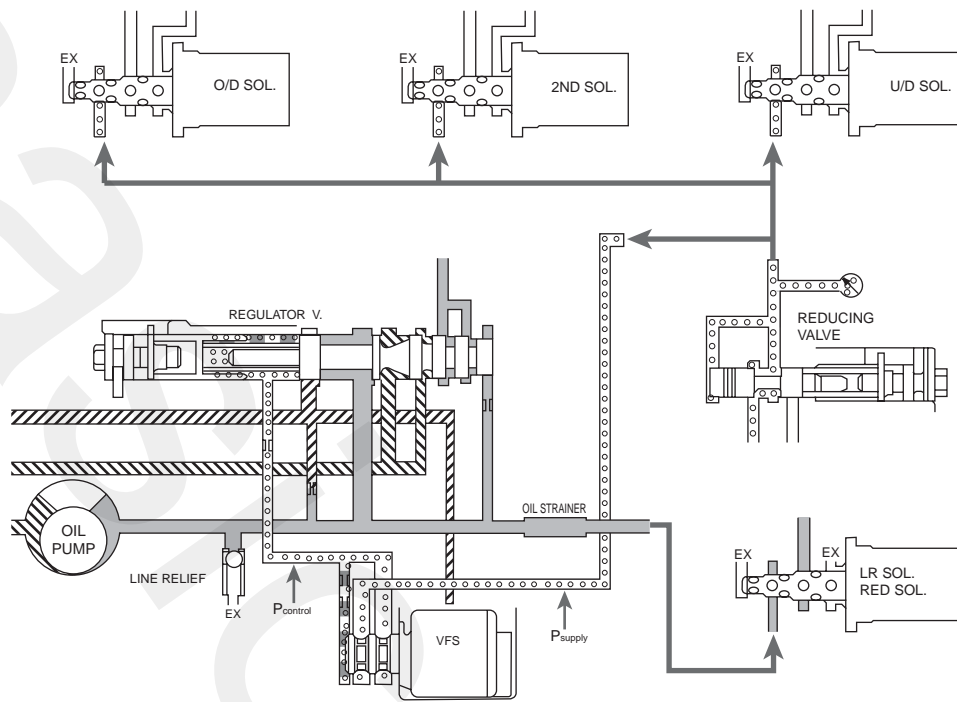 EX
O/D SOL.
EX
2ND SOL.
EX
U/D SOL.
REGULATOR V.
REDUCING
VALVE
OIL STRAINER
OIL
PUMP
LINE RELIEF
EX
Pcontrol
Psupply
VFS
EX
EX
LR SOL.
RED SOL.